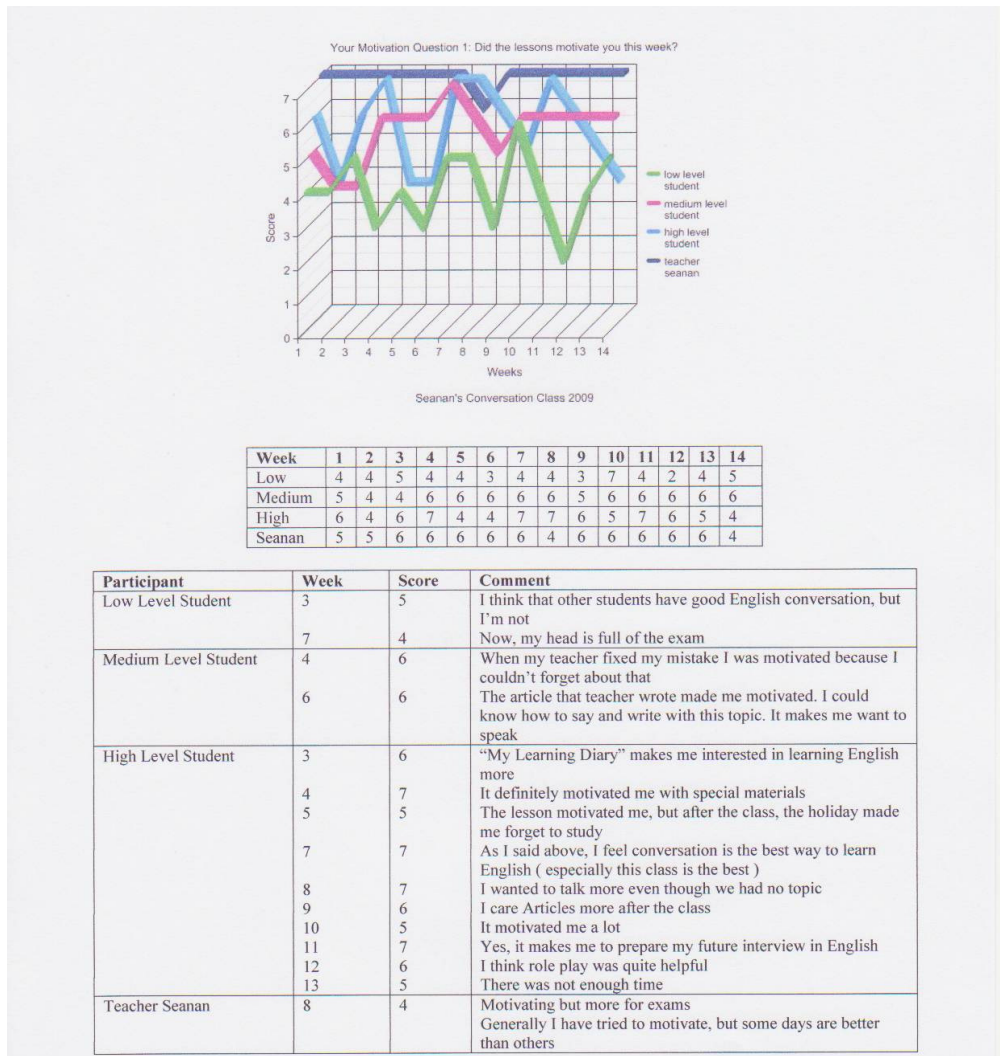 Your Motivation Question 1: Did the lessons motivate you this week?
7
6
5
4
3
2
1
0
Score
1 2 3 4 5 6 7 8 9 10 11 12 13 14
Weeks
low level
student
medium level
student
high level
student
teacher
seanan
Seanan's Conversation Class 2009
Week 1 2 3 4 5 6 7 8 9 10 11 12 13 14
Low 4 4 5 4 4 3 4 4 3 7 4 2 4 5
Medium 5 4 4 6 6 6 6 6 5 6 6 6 6 6
High 6 4 6 7 4 4 7 7 6 5 7 6 5 4
Seanan 5 5 6 6 6 6 6 4 6 6 6 6 6 4
Participant Week Score Comment
Low Level Student 3 5 I think that other students have good English conversation, but
I'm not
7 4 Now, my head is full of the exam
Medium Level Student 4 6 When my teacher fixed my mistake I was motivated because I
couldn't forget about that
6 6 The article that teacher wrote made me motivated. I could
know how to say and write with this topic. It makes me want to
speak
High Level Student 3 6 “My Learning Diary” makes me interested in learning English
more
4 7 It definitely motivated me with special materials
5 5 The lesson motivated me, but after the class, the holiday made
me forget to study
7 7 As I said above, I feel conversation is the best way to learn
English ( especially this class is the best )
8 7 I wanted to talk more even though we had no topic
9 6 I care Articles more after the class
10 5 It motivated me a lot
11 7 Yes, it makes me to prepare my future interview in English
12 6 I think role play was quite helpful
13 5 There was not enough time
Teacher Seanan 8 4 Motivating but more for exams
Generally I have tried to motivate, but some days are better
than others